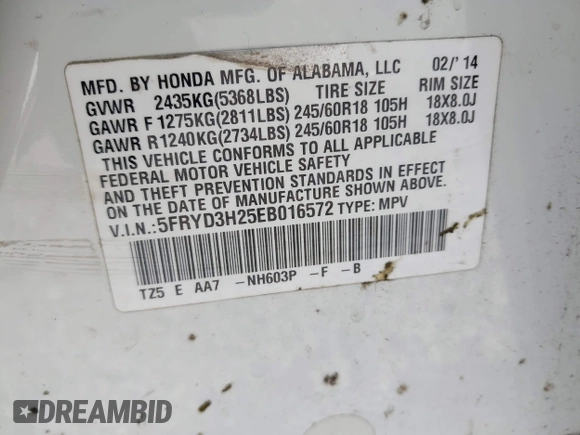 MFD. BY HONDA MFG. OF ALABAMA, LLC 02/' 14
GVWR 2435KG(5368LBS) TIRE SIZE RIM SIZE
GAWR F 1275KG(2811LBS) 245/60R18 105H 18X8.0J
GAWR R 1240KG(2734LBS) 245/60R18 105H 18X8.0J
THIS VEHICLE CONFORMS TO ALL APPLICABLE
FEDERAL MOTOR VEHICLE SAFETY
AND THEFT PREVENTION STANDARDS IN EFFECT
ON THE DATE OF MANUFACTURE SHOWN ABOVE.
V.I.N.: 5FRYD3H25EB016572 TYPE: MPV
TZ5 E AA7 -NH603P -F -B
DREAMBID